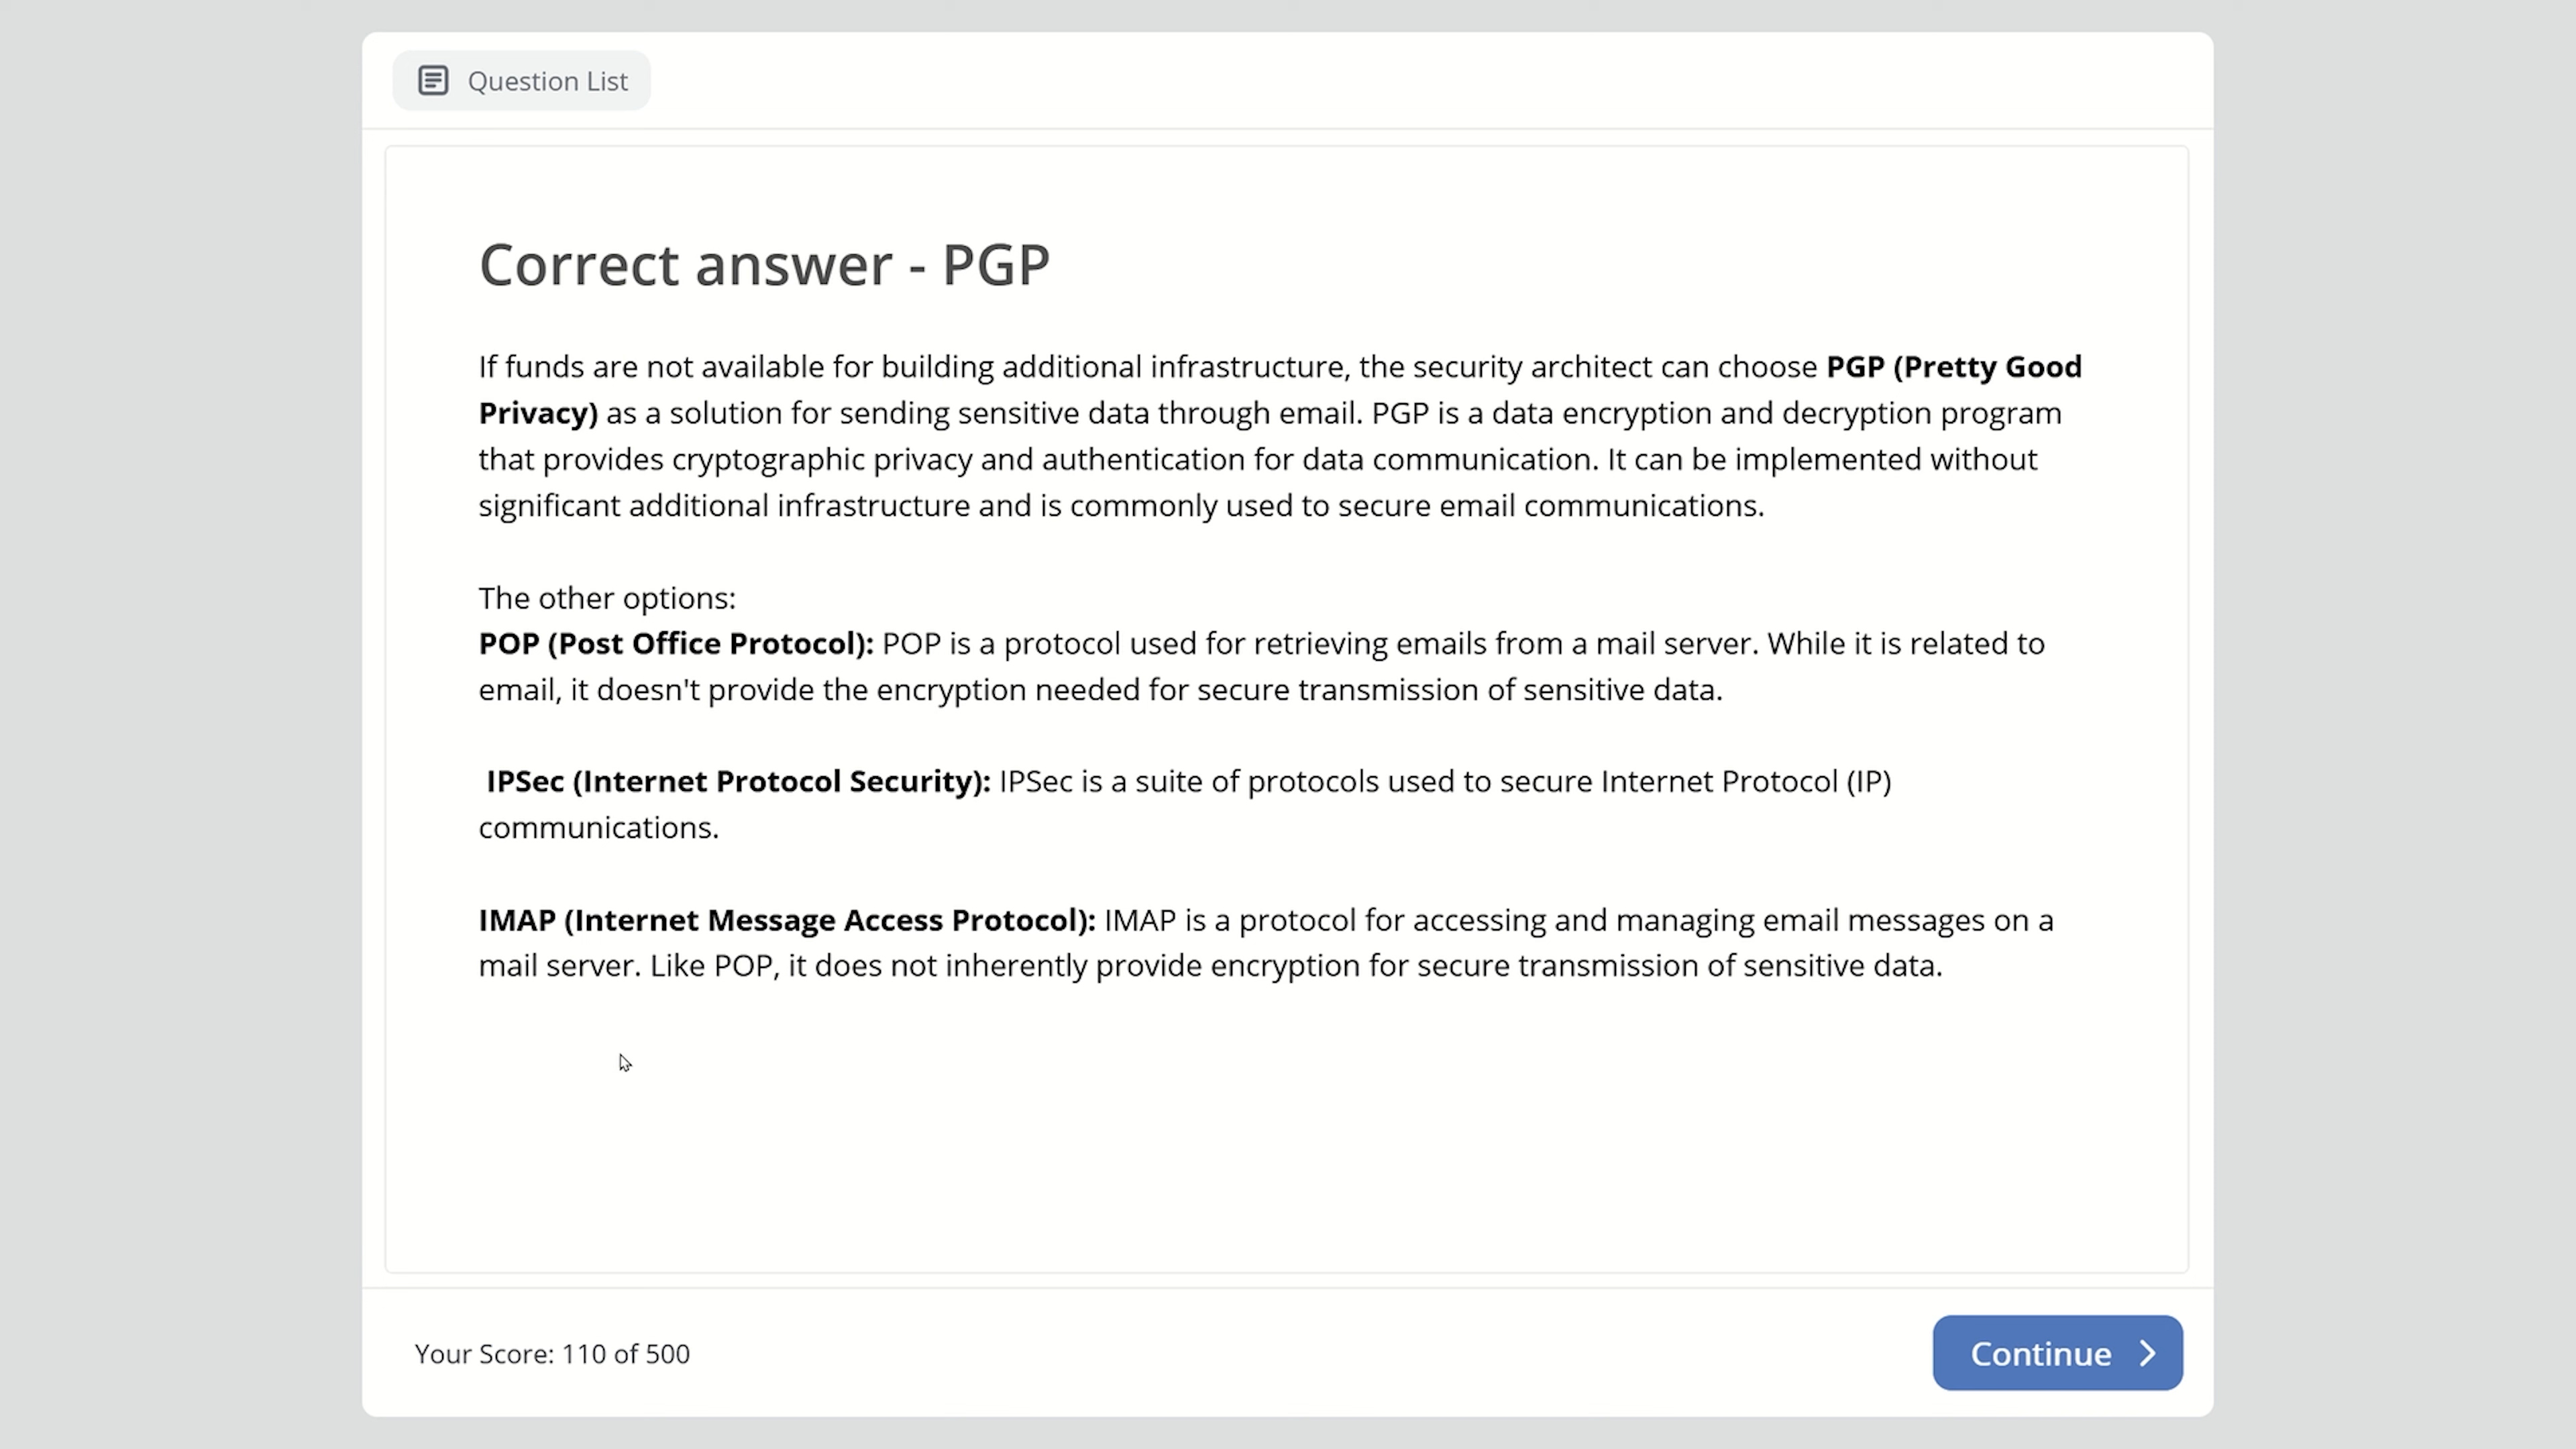 Question List
Correct answer - PGP
If funds are not available for building additional infrastructure, the security architect can choose PGP (Pretty Good
Privacy) as a solution for sending sensitive data through email. PGP is a data encryption and decryption program
that provides cryptographic privacy and authentication for data communication. It can be implemented without
significant additional infrastructure and is commonly used to secure email communications.
The other options:
POP (Post Office Protocol): POP is a protocol used for retrieving emails from a mail server. While it is related to
email, it doesn't provide the encryption needed for secure transmission of sensitive data.
IPSec (Internet Protocol Security): IPSec is a suite of protocols used to secure Internet Protocol (IP)
communications.
IMAP (Internet Message Access Protocol): IMAP is a protocol for accessing and managing email messages on a
mail server. Like POP, it does not inherently provide encryption for secure transmission of sensitive data.
Your Score: 110 of 500
Continue